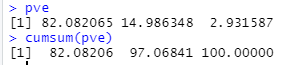 > pve
[1] 82.082065 14.986348  2.931587
> cumsum(pve)
[1]  82.08206  97.06841 100.00000